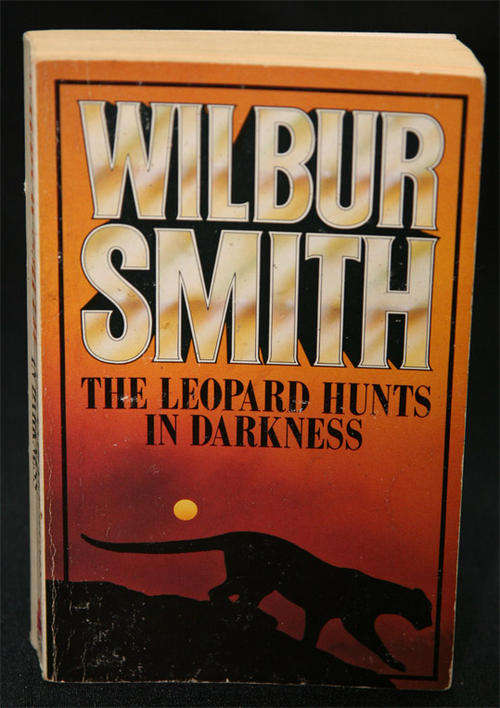 WILBUR
SMITH
THE LEOPARD HUNTS
IN DARKNESS